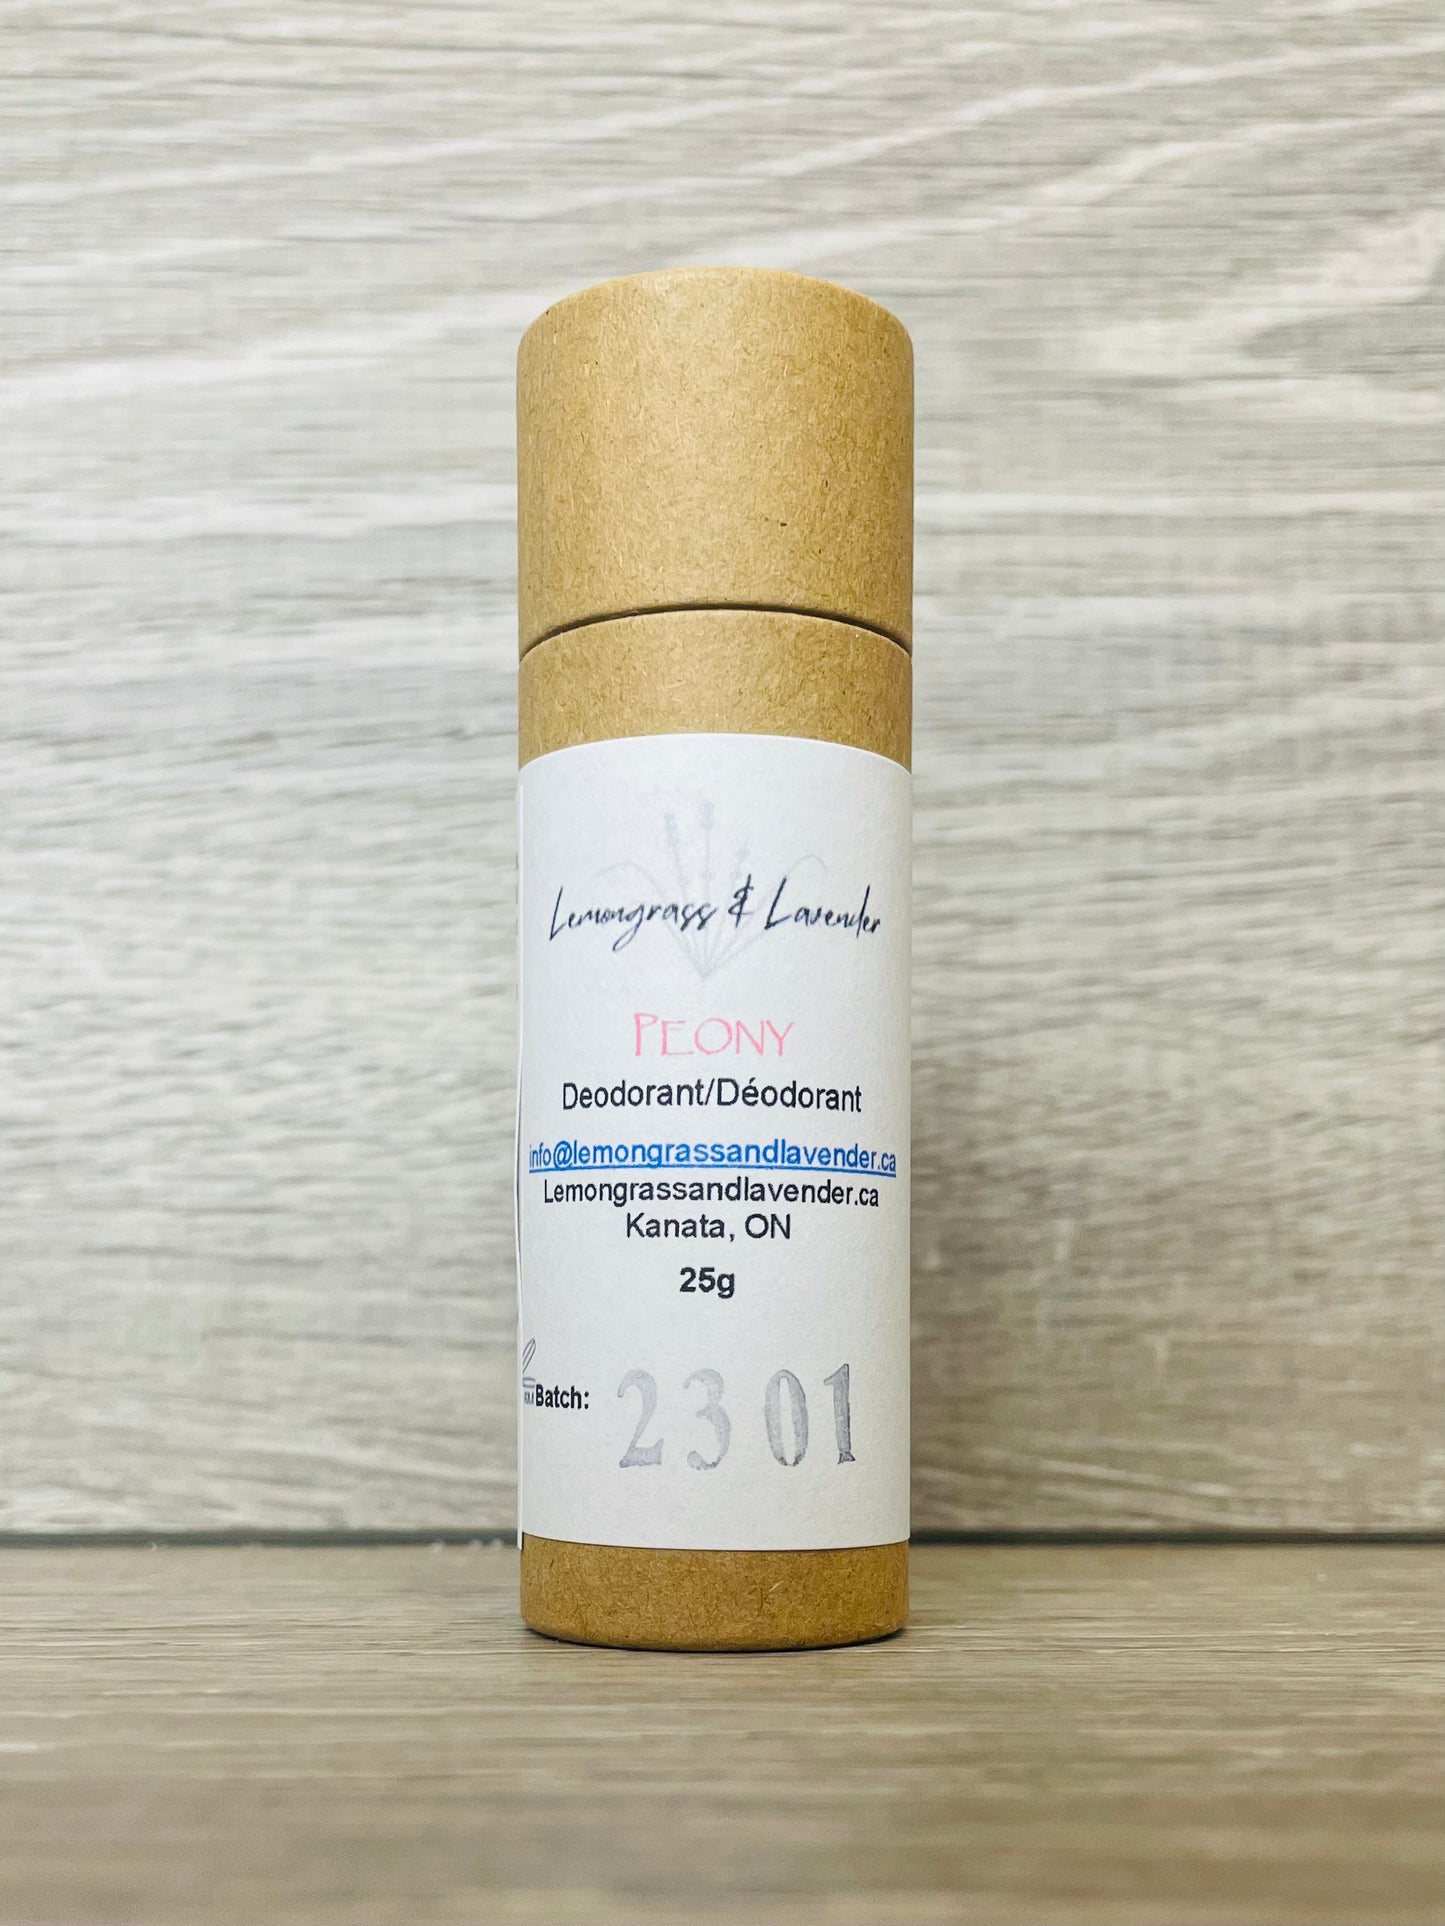 Lemongrass & Lavender
PEONY
Deodorant/Déodorant
info@lemongrassandlavender.ca
Lemongrassandlavender.ca
Kanata, ON
25g
Batch: 2301